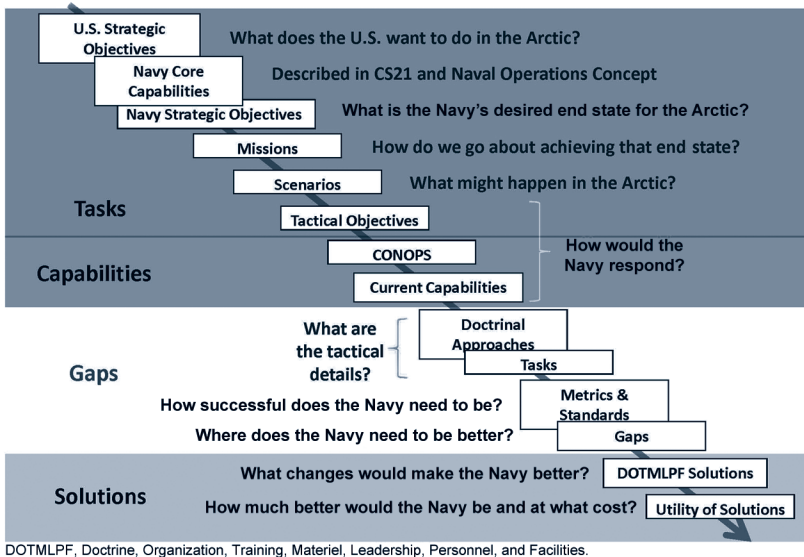 U.S. Strategic
Objectives
What does the U.S. want to do in the Arctic?
Navy Core
Capabilities
Described in CS21 and Naval Operations Concept
Navy Strategic Objectives
What is the Navy's desired end state for the Arctic?
Missions
How do we go about achieving that end state?
Scenarios
What might happen in the Arctic?
Tasks
Tactical Objectives
CONOPS
How would the
Navy respond?
Capabilities
Current Capabilities
Doctrinal
Approaches
What are
the tactical
details?
Tasks
Gaps
Metrics &
Standards
How successful does the Navy need to be?
Where does the Navy need to be better?
Gaps
What changes would make the Navy better?
DOTMLPF Solutions
Solutions
How much better would the Navy be and at what cost?
Utility of Solutions
DOTMLPF, Doctrine, Organization, Training, Materiel, Leadership, Personnel, and Facilities.